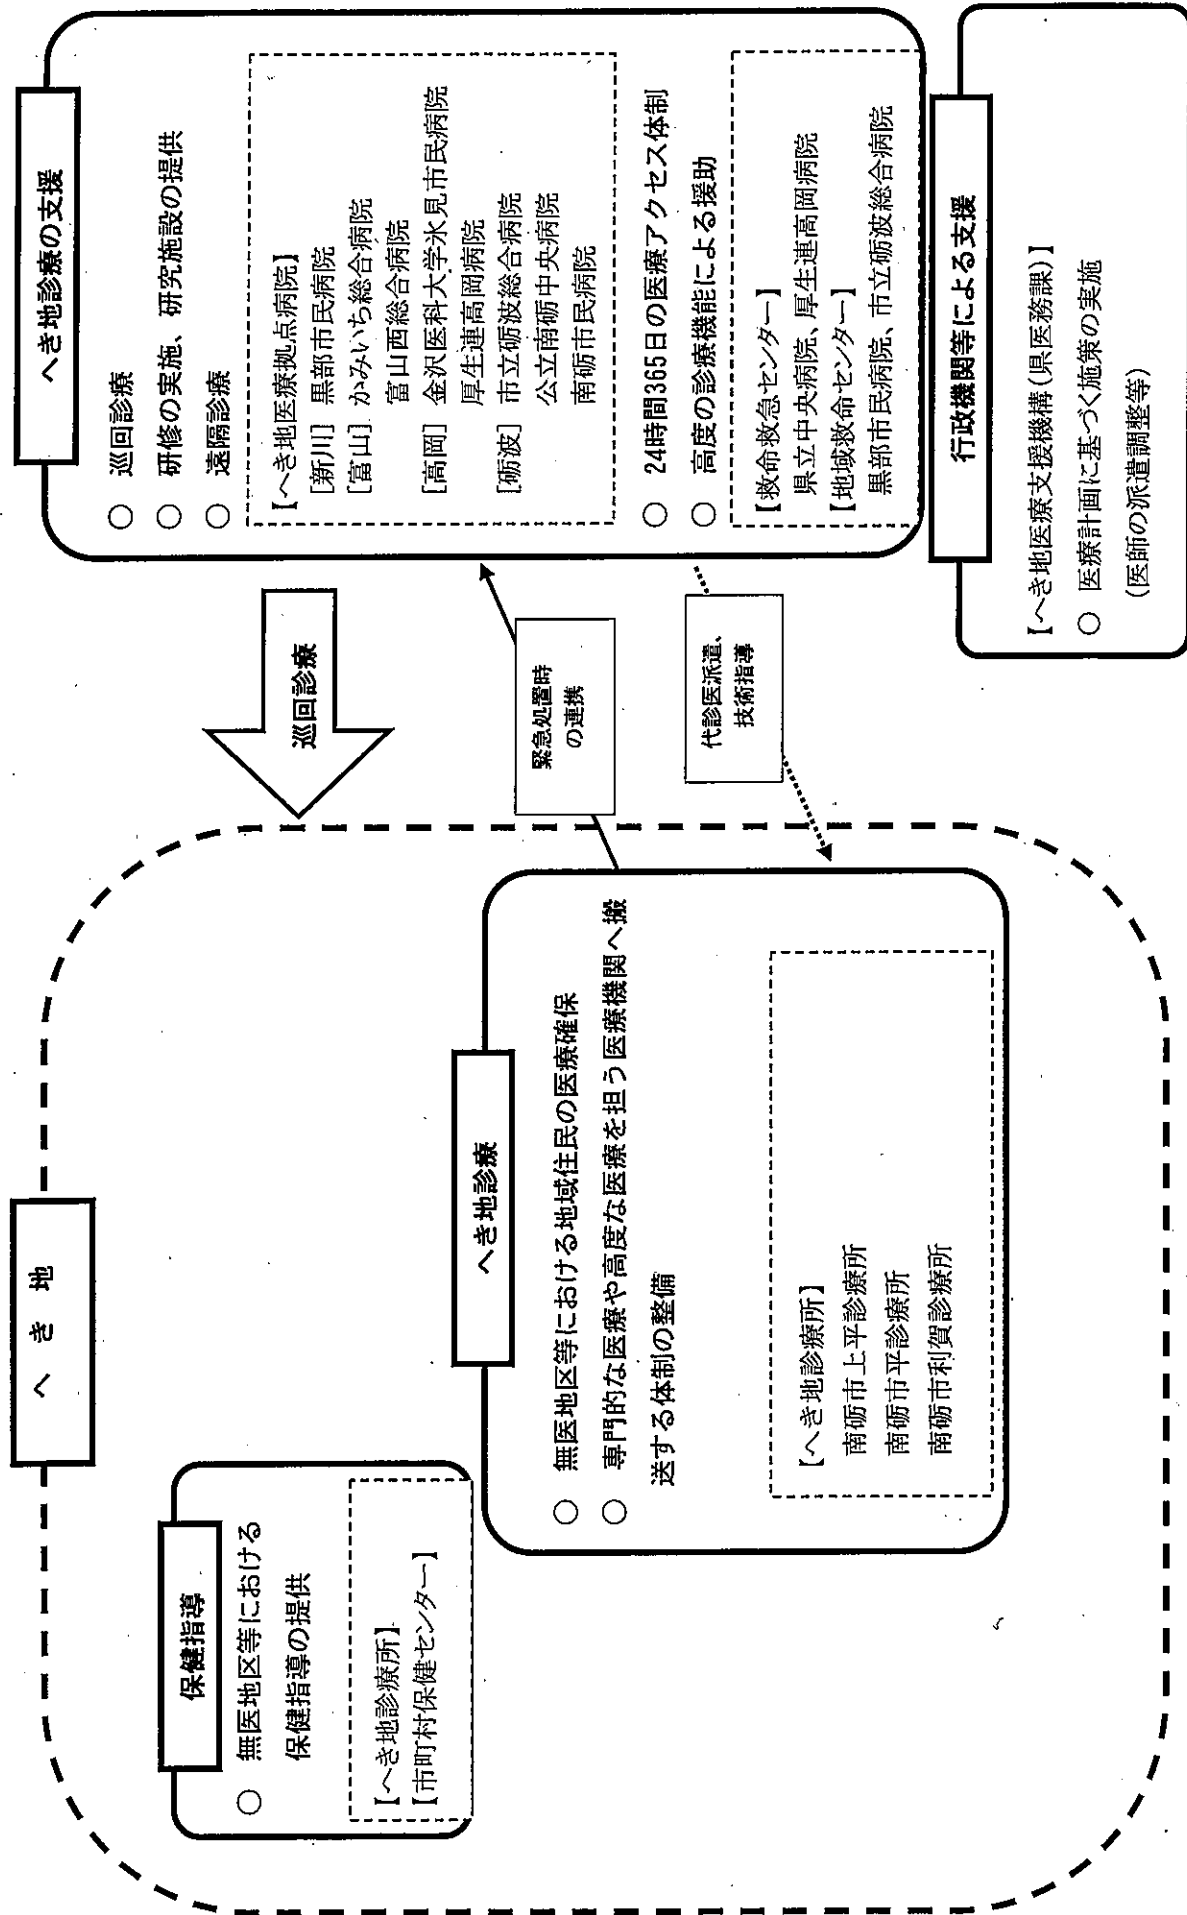 へき地
保健指導
○ 無医地区等における
保健指導の提供
【へき地診療所】
【市町村保健センター】
へき地診療
○ 無医地区等における地域住民の医療確保
○ 専門的な医療や高度な医療を担う医療機関へ搬
送する体制の整備
【へき地診療所】
南砺市上平診療所
南砺市平診療所
南砺市利賀診療所
巡回診療
緊急処置時
の連携
代診医派遣、
技術指導
へき地診療の支援
○ 巡回診療
○ 研修の実施、研究施設の提供
○ 遠隔診療
【へき地医療拠点病院】
[新川] 黒部市民病院
[富山] かみいち総合病院
富山西総合病院
[高岡] 金沢医科大学氷見市民病院
厚生連高岡病院
[砺波] 市立砺波総合病院
公立南砺中央病院
南砺市民病院
○ 24時間365日の医療アクセス体制
○ 高度の診療機能による援助
【救命救急センター】
県立中央病院、厚生連高岡病院
【地域救命センター】
黒部市民病院、市立砺波総合病院
行政機関等による支援
【へき地医療支援機構(県医務課)】
○ 医療計画に基づく施策の実施
(医師の派遣調整等)